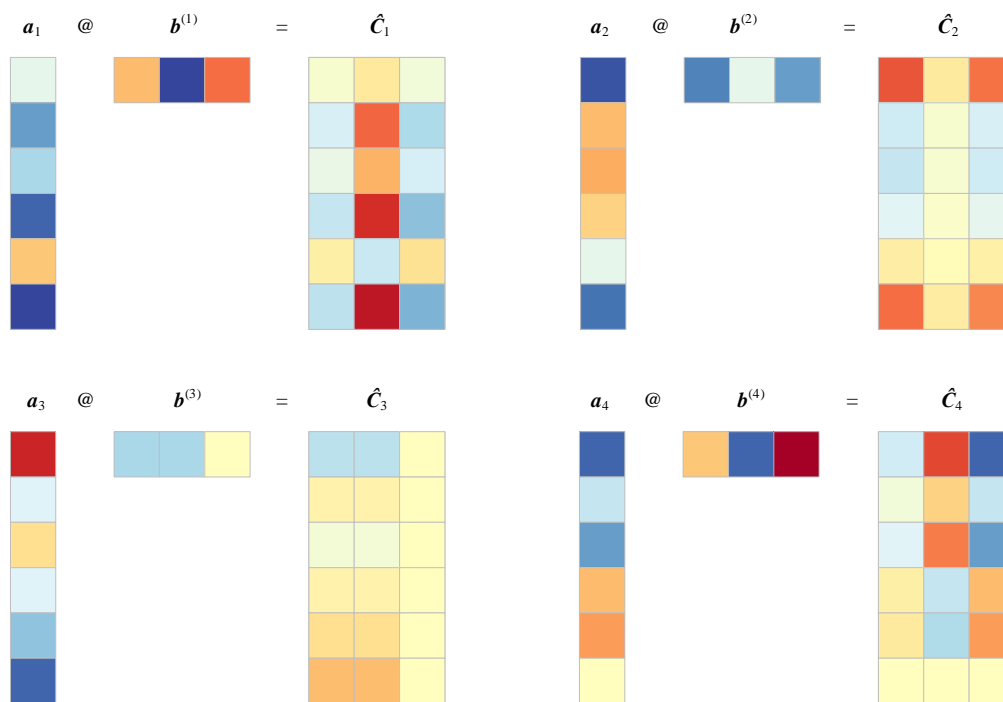 a₁ @ b⁽¹⁾ = Ĉ₁ a₂ @ b⁽²⁾ = Ĉ₂
a₃ @ b⁽³⁾ = Ĉ₃ a₄ @ b⁽⁴⁾ = Ĉ₄